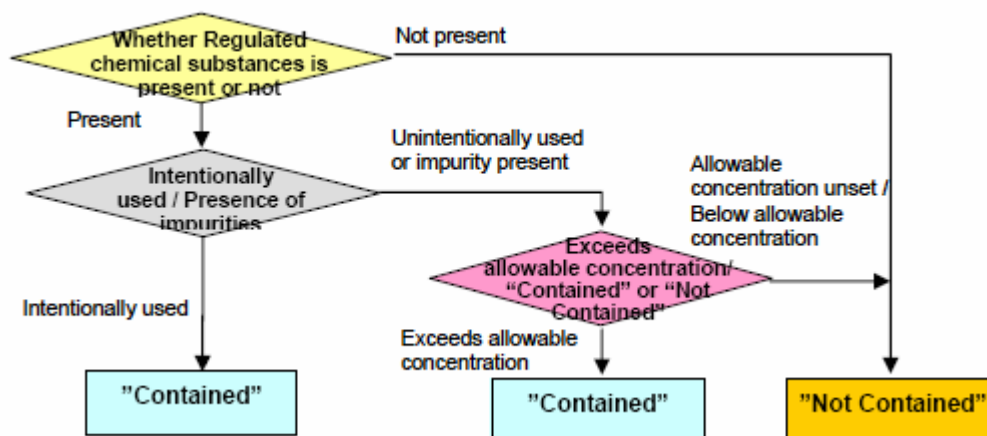 Whether Regulated
chemical substances is
present or not
Not present
Present
Unintentionally used
or impurity present
Intentionally
used / Presence of
impurities
Allowable
concentration unset /
Below allowable
concentration
Exceeds
allowable concentration/
“Contained” or “Not
Contained”
Intentionally used
Exceeds allowable
concentration
”Contained”
”Contained”
”Not Contained”